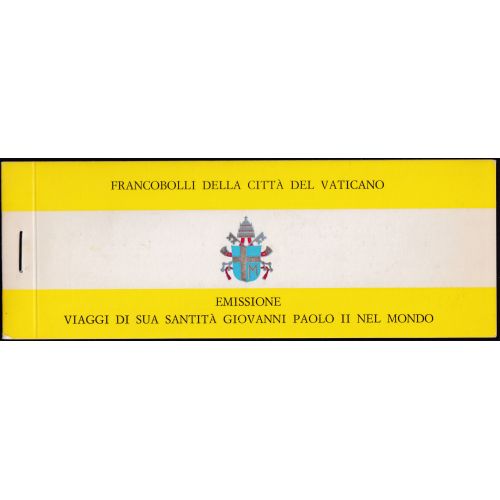 FRANCOBOLLI DELLA CITTÀ DEL VATICANO
EMISSIONE
VIAGGI DI SUA SANTITÀ GIOVANNI PAOLO II NEL MONDO